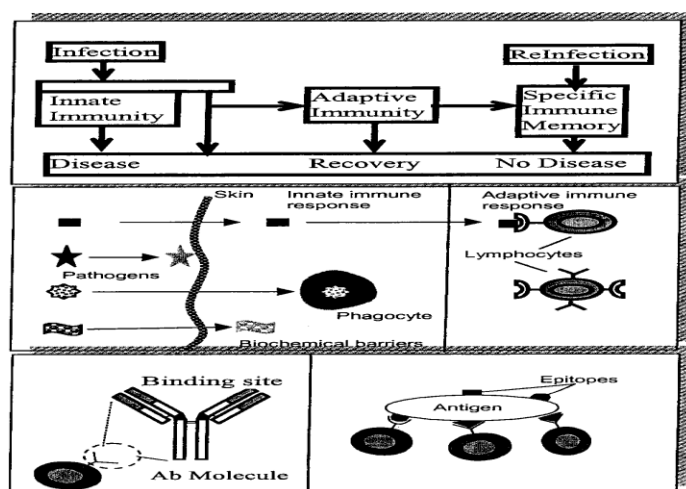 Infection
ReInfection
Innate
Immunity
Adaptive
Immunity
Specific
Immune
Memory
Disease Recovery No Disease
Skin
Innate immune
response
Adaptive immune
response
Pathogens
Lymphocytes
Phagocyte
Biochemical barriers
Binding site
Ab Molecule
Epitopes
Antigen